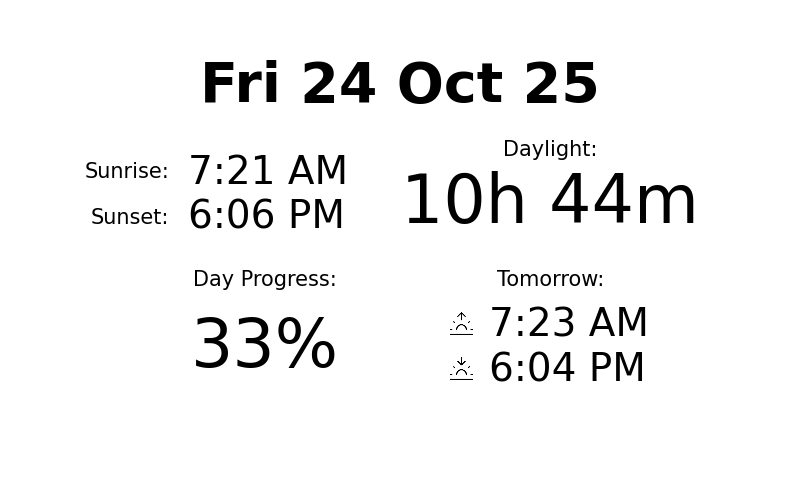 Fri 24 Oct 25
Sunrise: 7:21 AM
Sunset: 6:06 PM
Daylight:
10h 44m
Day Progress:
33%
Tomorrow:
7:23 AM
6:04 PM